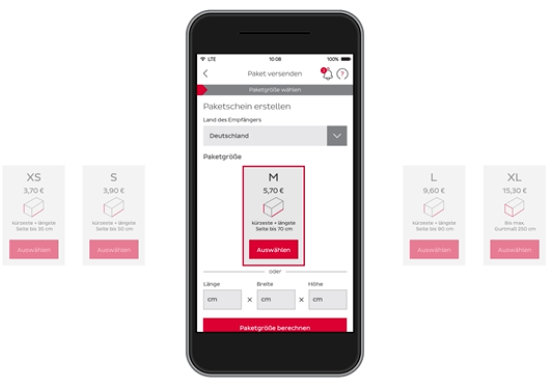 LTE 10:08 100%
Paket versenden
Paketgröße wählen
Paketschein erstellen
Land des Empfängers
Deutschland
Paketgröße
XS
3,70 €
kürzeste + längste
Seite bis 35 cm
Auswählen
S
3,90 €
kürzeste + längste
Seite bis 50 cm
Auswählen
M
5,70 €
kürzeste + längste
Seite bis 70 cm
Auswählen
L
9,60 €
kürzeste + längste
Seite bis 90 cm
Auswählen
XL
15,30 €
Bis max.
Gurtmaß 250 cm
Auswählen
oder
Länge Breite Höhe
cm x cm x cm
Paketgröße berechnen